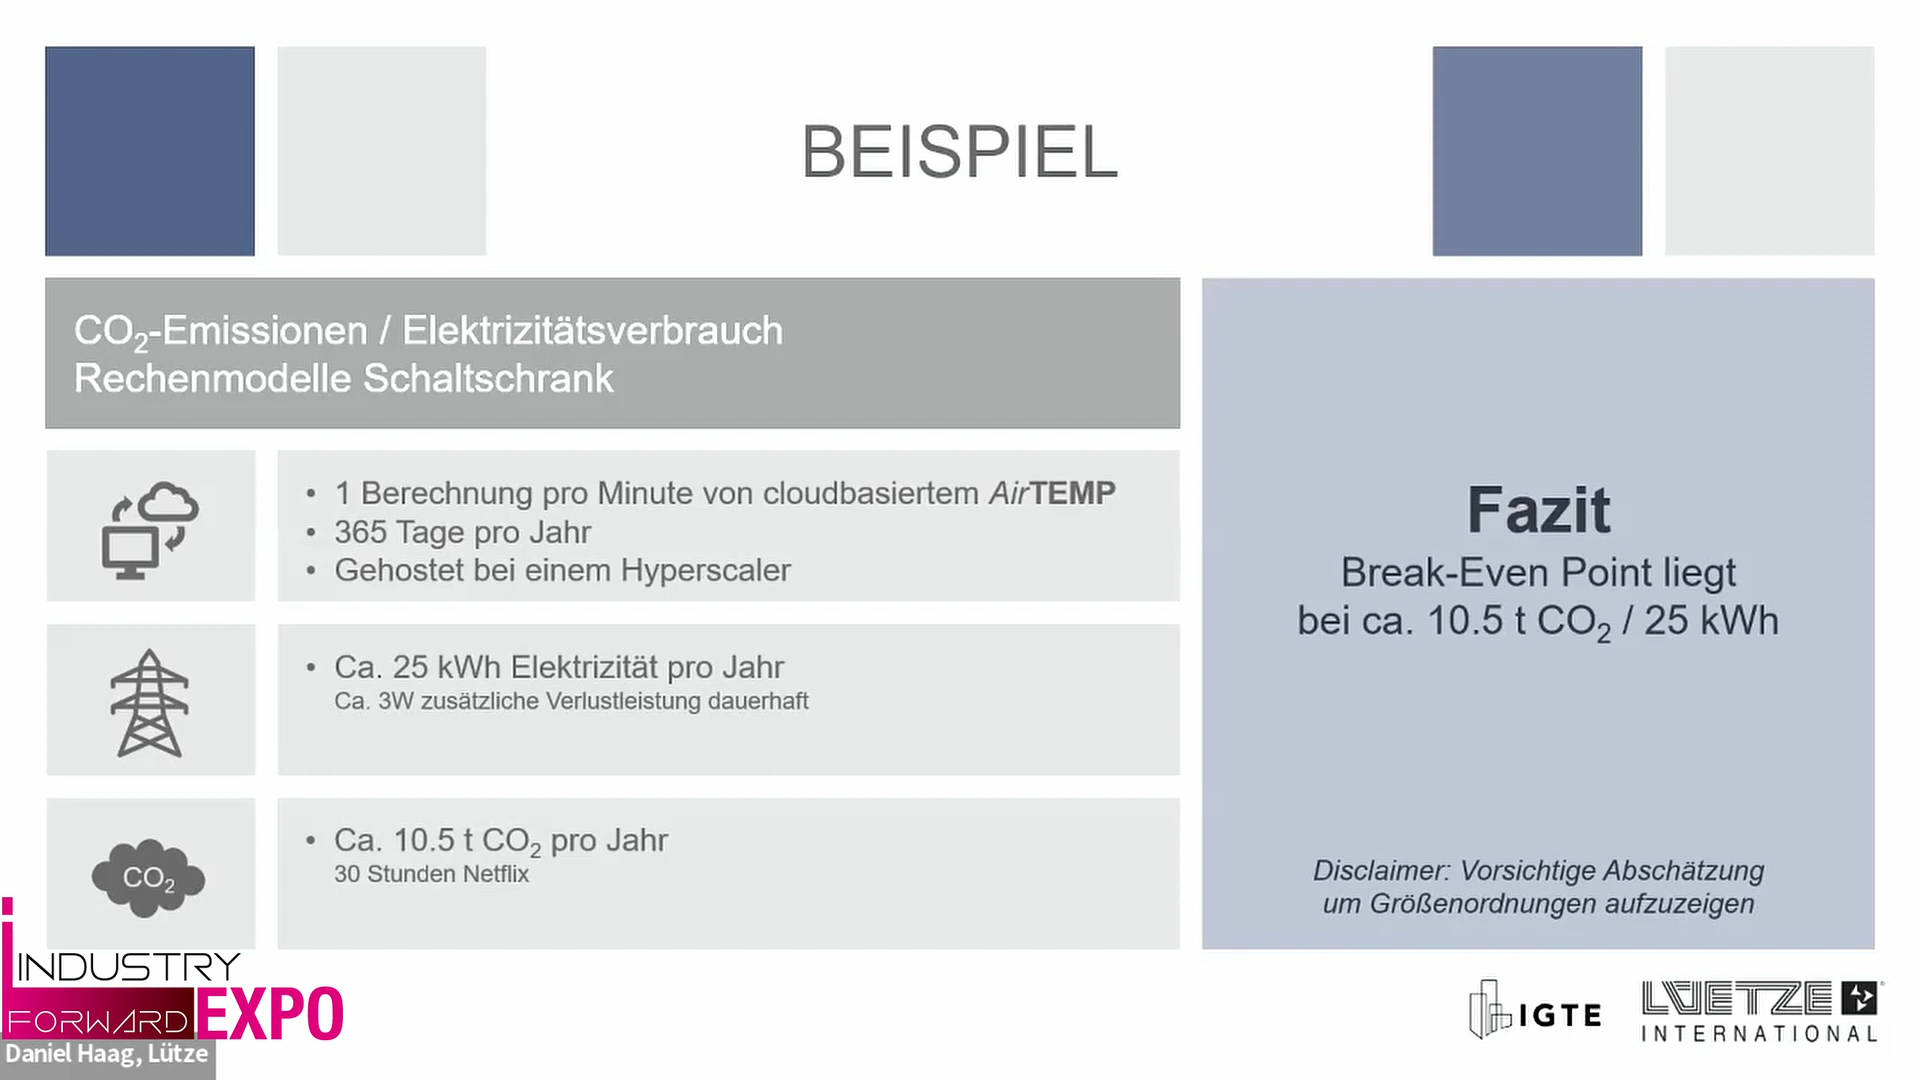 BEISPIEL
CO₂-Emissionen / Elektrizitätsverbrauch
Rechenmodelle Schaltschrank
• 1 Berechnung pro Minute von cloudbasiertem AirTEMP
• 365 Tage pro Jahr
• Gehostet bei einem Hyperscaler
• Ca. 25 kWh Elektrizität pro Jahr
Ca. 3W zusätzliche Verlustleistung dauerhaft
CO₂
• Ca. 10.5 t CO₂ pro Jahr
30 Stunden Netflix
Fazit
Break-Even Point liegt
bei ca. 10.5 t CO₂ / 25 kWh
Disclaimer: Vorsichtige Abschätzung
um Größenordnungen aufzuzeigen
INDUSTRY
FORWARD EXPO
Daniel Haag, Lütze
IGTE
LUETZE
INTERNATIONAL